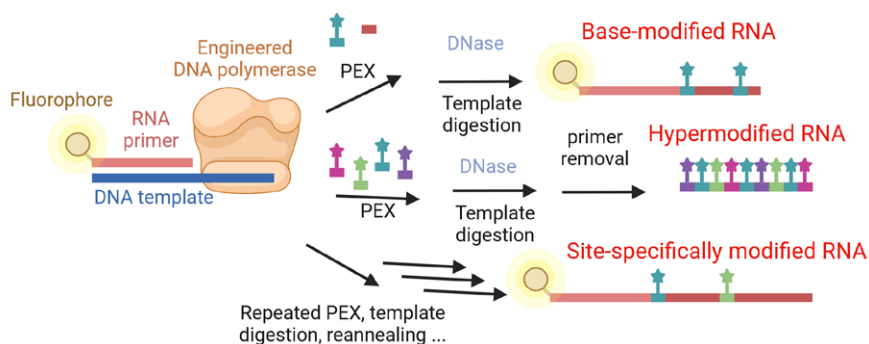 Engineered
DNA polymerase
Fluorophore
RNA
primer
DNA template
PEX
DNase
Template
digestion
Base-modified RNA
PEX
DNase
Template
digestion
primer
removal
Hypermodified RNA
Repeated PEX, template
digestion, reannealing ...
Site-specifically modified RNA